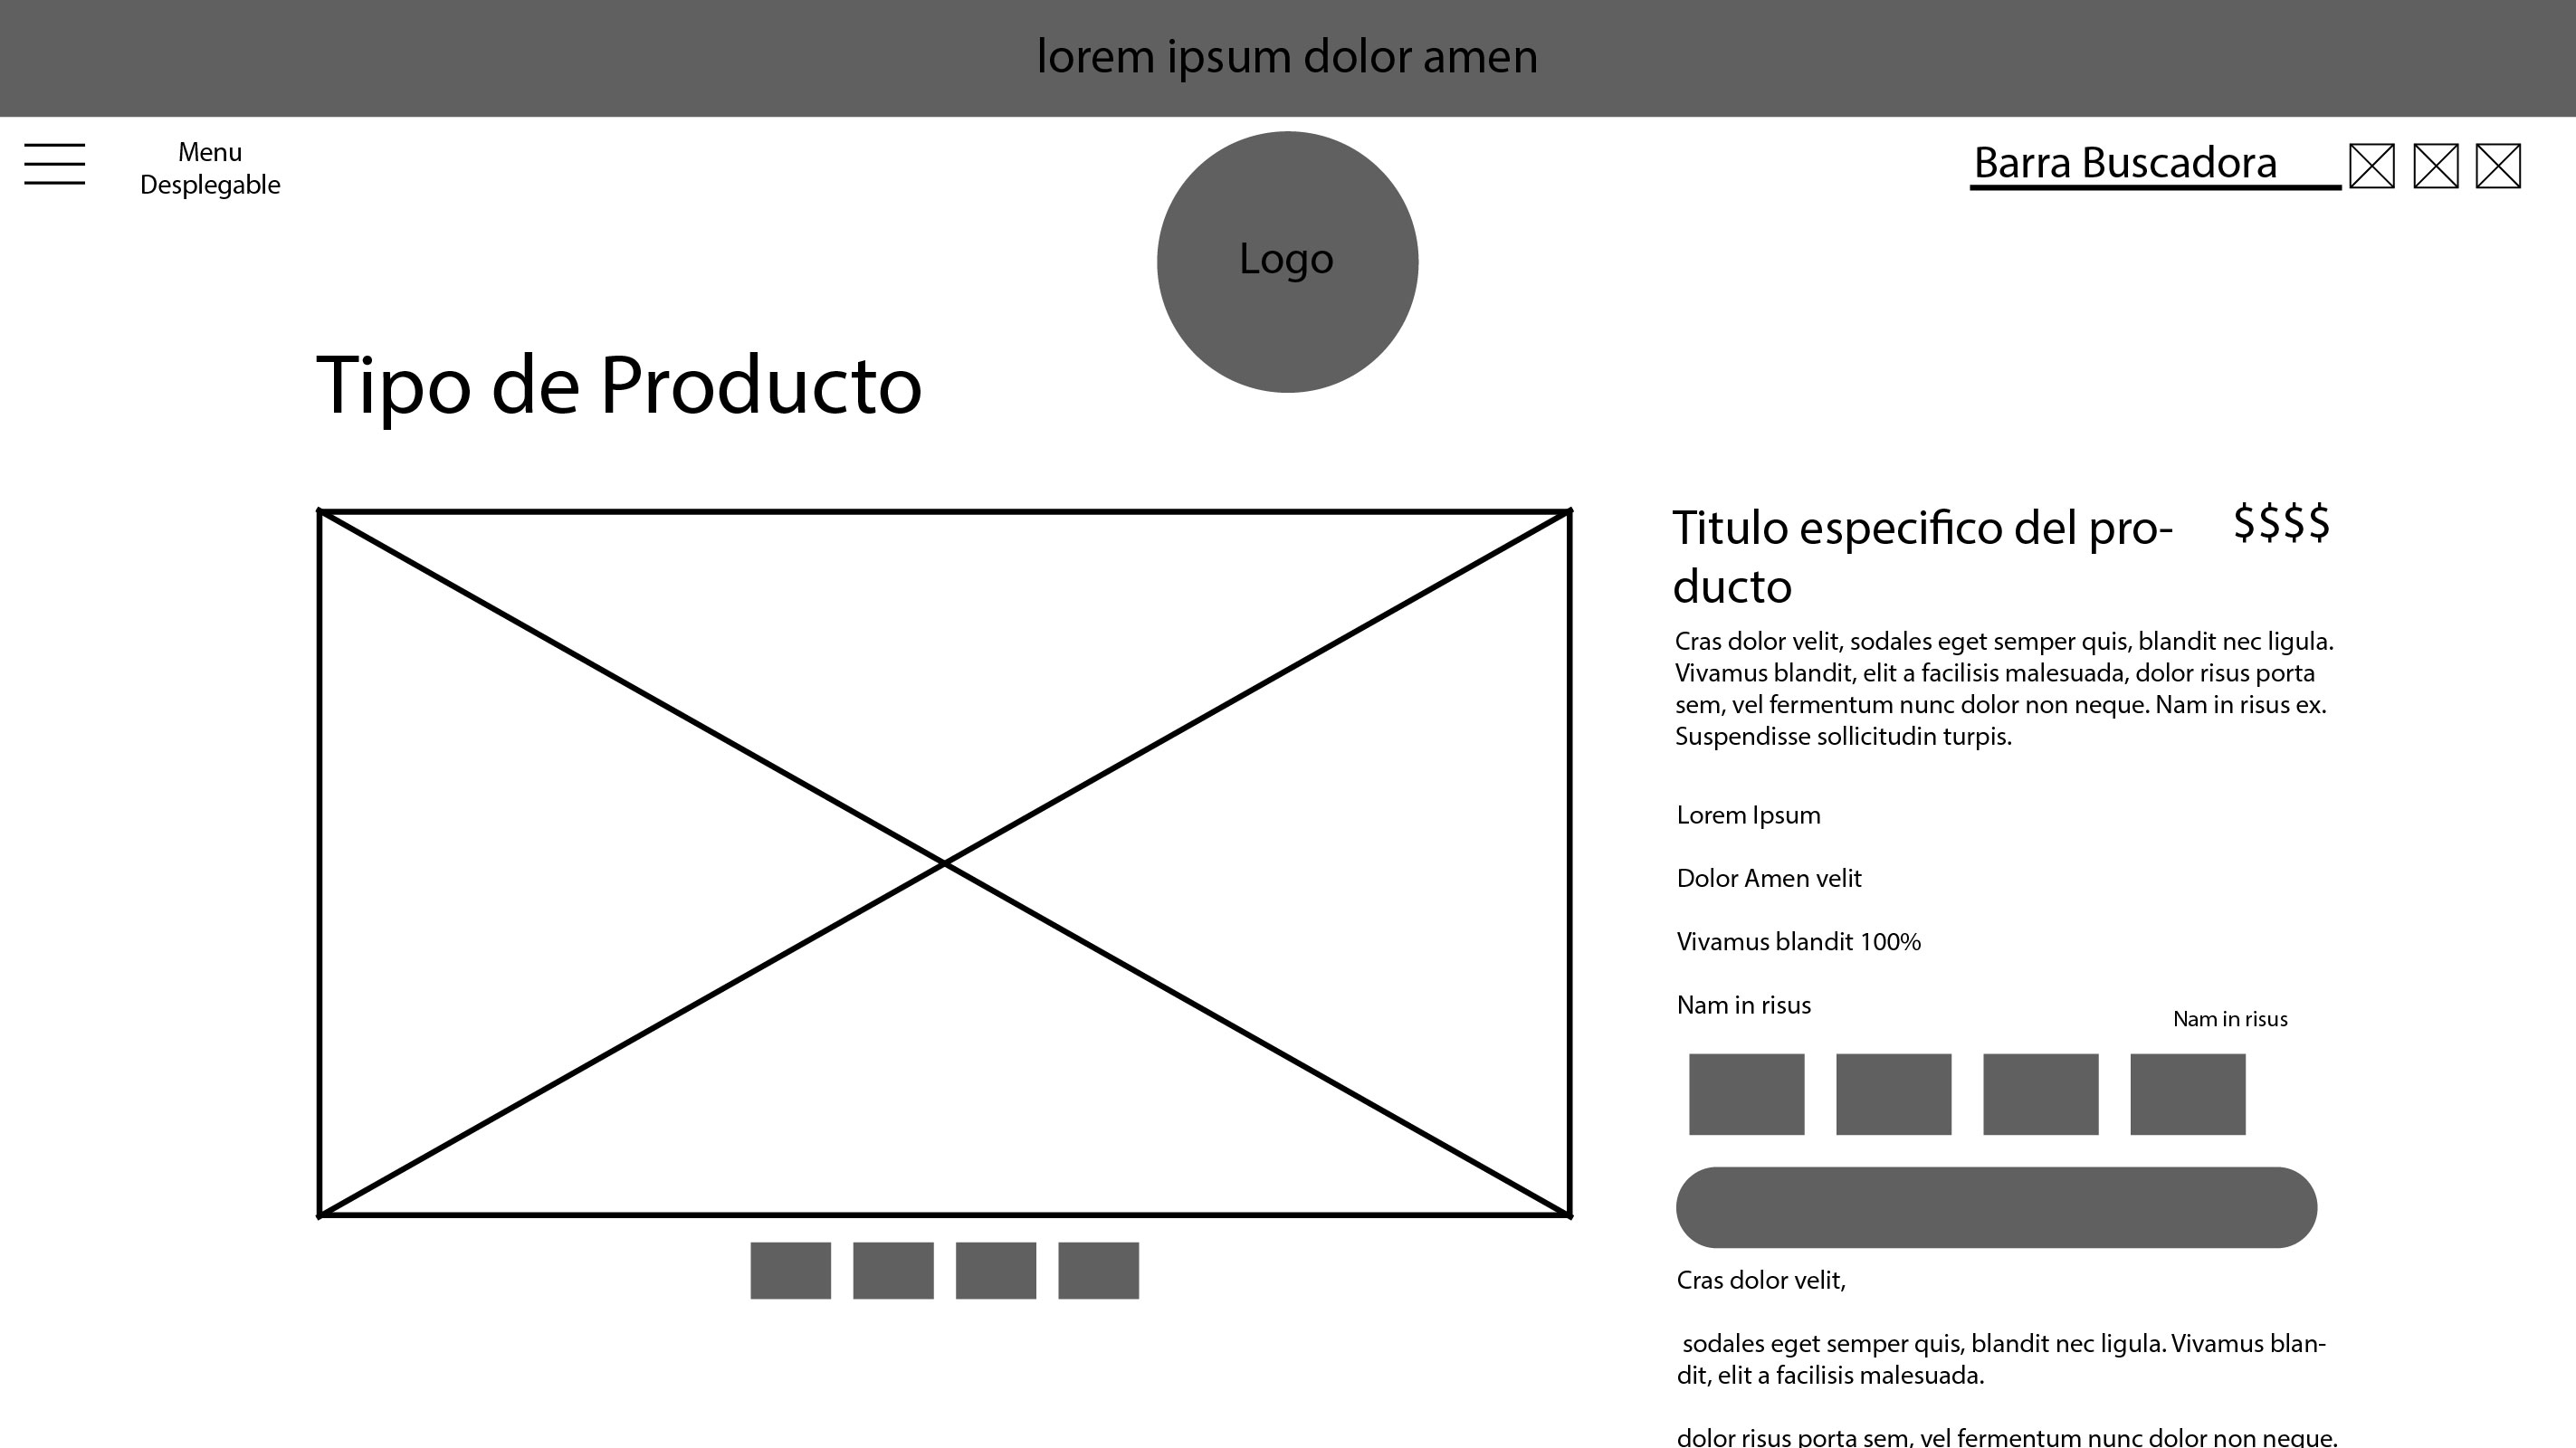 lorem ipsum dolor amen
Menu
Desplegable
Logo
Barra Buscadora
Tipo de Producto
Titulo especifico del pro-
ducto
$$$$
Cras dolor velit, sodales eget semper quis, blandit nec ligula.
Vivamus blandit, elit a facilisis malesuada, dolor risus porta
sem, vel fermentum nunc dolor non neque. Nam in risus ex.
Suspendisse sollicitudin turpis.
Lorem Ipsum
Dolor Amen velit
Vivamus blandit 100%
Nam in risus
Nam in risus
Cras dolor velit,
sodales eget semper quis, blandit nec ligula. Vivamus blan-
dit, elit a facilisis malesuada.
dolor risus porta sem, vel fermentum nunc dolor non neque.